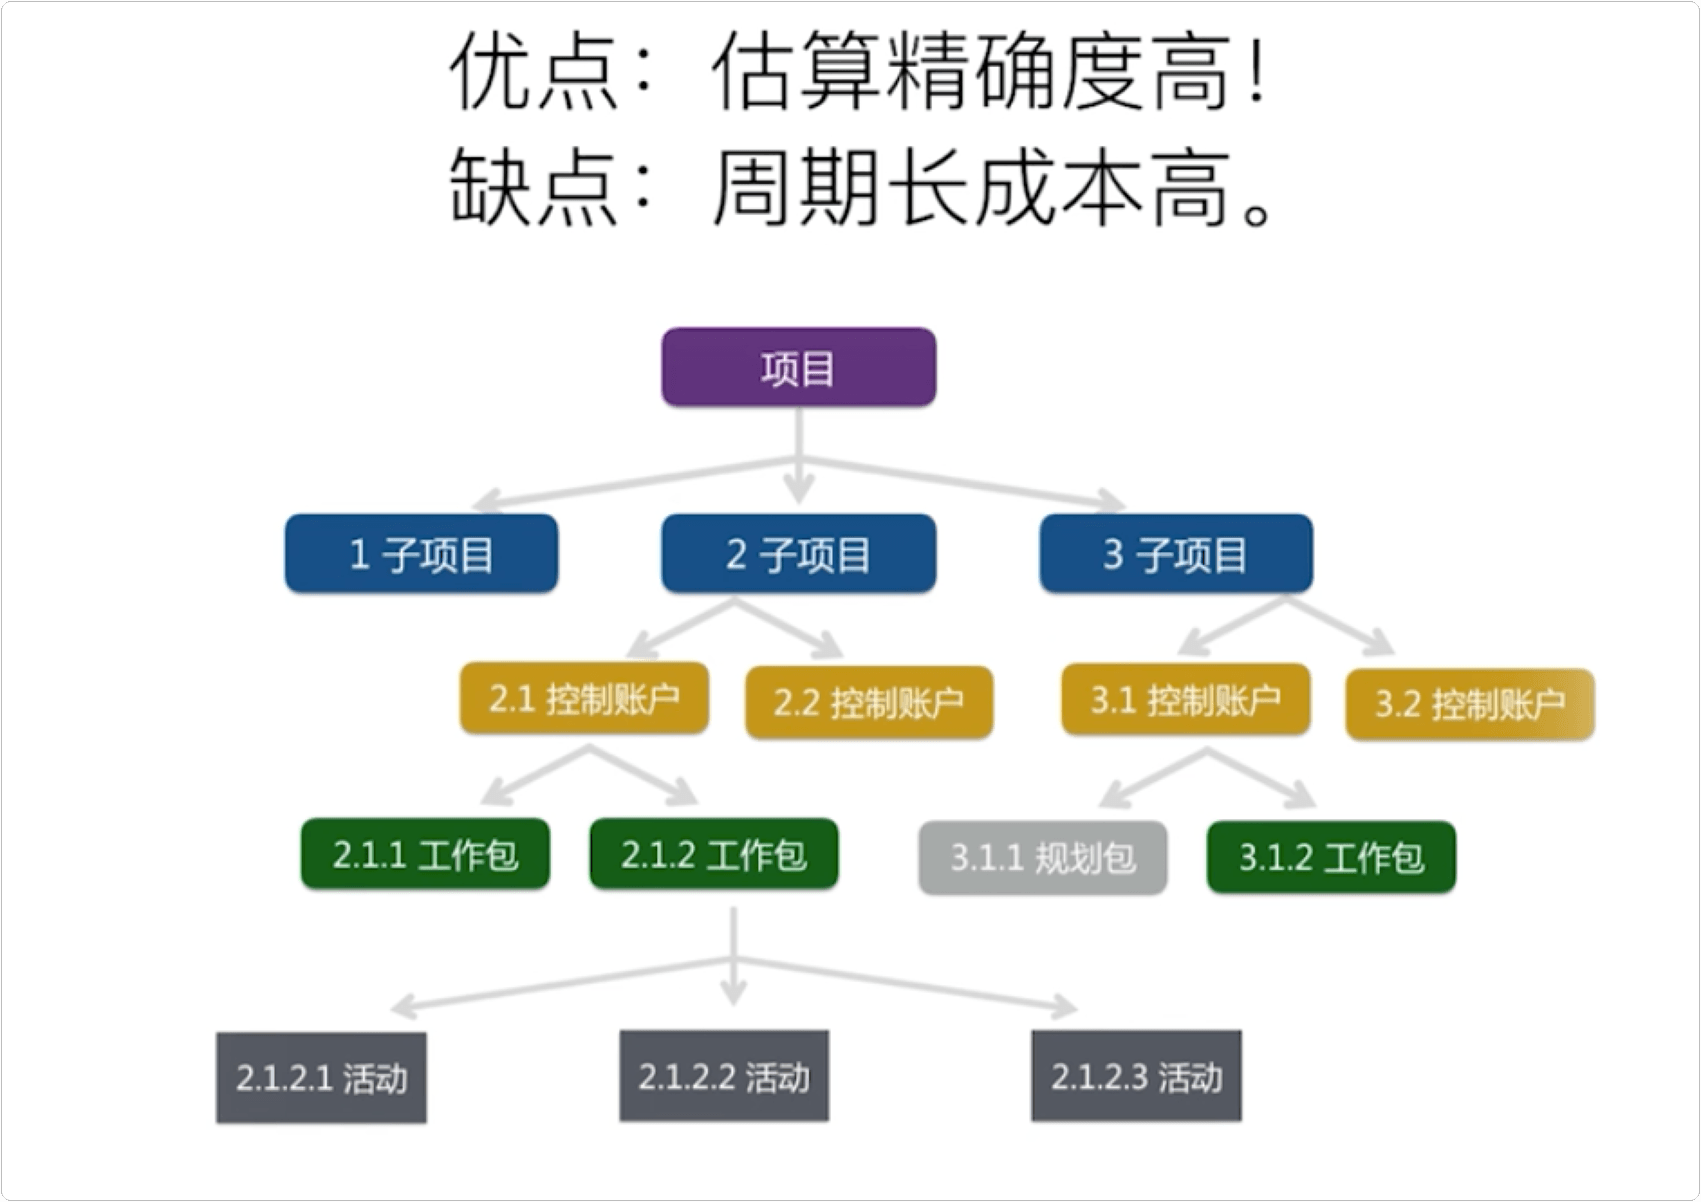 优点：估算精确度高！
缺点：周期长成本高。
项目
1 子项目
2 子项目
3 子项目
2.1 控制账户
2.2 控制账户
3.1 控制账户
3.2 控制账户
2.1.1 工作包
2.1.2 工作包
3.1.1 规划包
3.1.2 工作包
2.1.2.1 活动
2.1.2.2 活动
2.1.2.3 活动